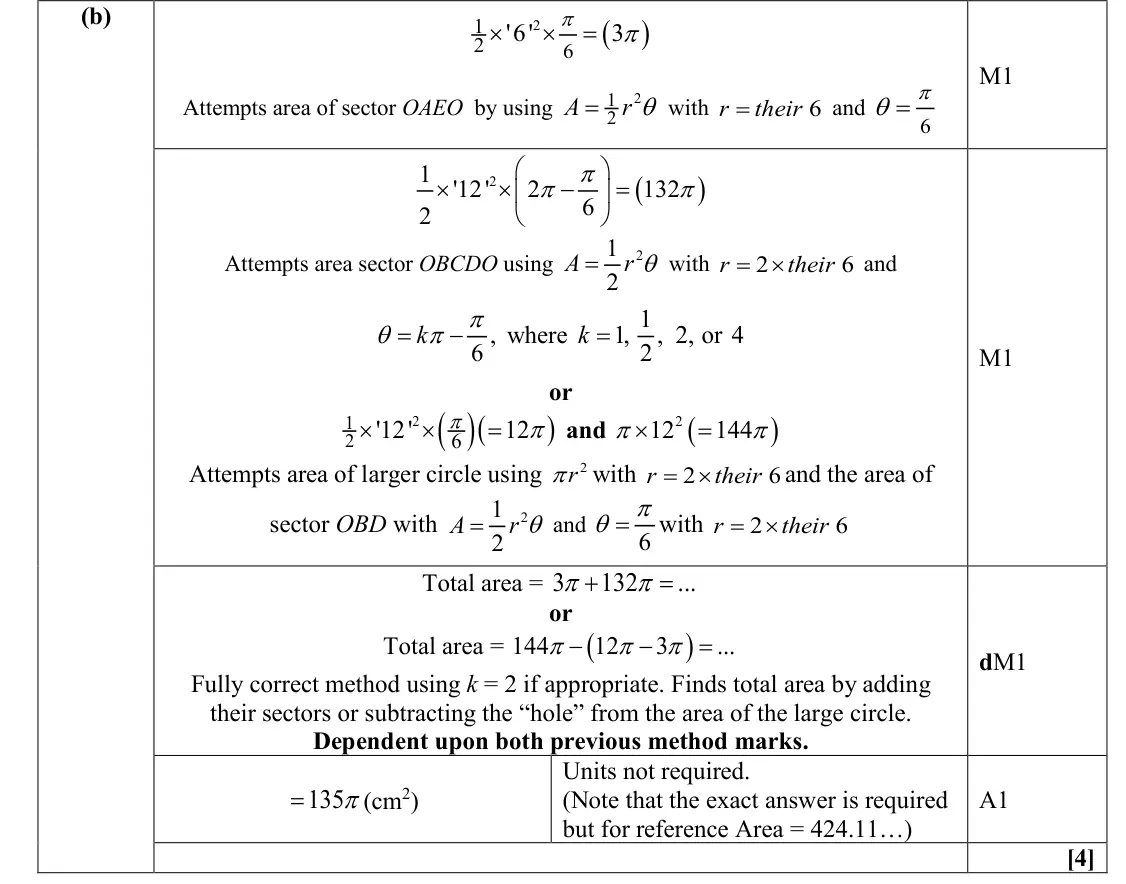 (b)
½ × '6'² × π/6 = (3π)
Attempts area of sector OAEO by using A = ½r²θ with r = their 6 and θ = π/6
M1
1/2 × '12'² × (2π − π/6) = (132π)
Attempts area sector OBCDO using A = 1/2 r²θ with r = 2 × their 6 and
θ = kπ − π/6, where k = 1, 1/2, 2, or 4
or
½ × '12'² × (π/6)(= 12π) and π × 12² (= 144π)
Attempts area of larger circle using πr² with r = 2 × their 6 and the area of
sector OBD with A = 1/2 r²θ and θ = π/6 with r = 2 × their 6
M1
Total area = 3π + 132π = ...
or
Total area = 144π − (12π − 3π) = ...
Fully correct method using k = 2 if appropriate. Finds total area by adding
their sectors or subtracting the “hole” from the area of the large circle.
Dependent upon both previous method marks.
dM1
= 135π (cm²)
Units not required.
(Note that the exact answer is required
but for reference Area = 424.11…)
A1
[4]